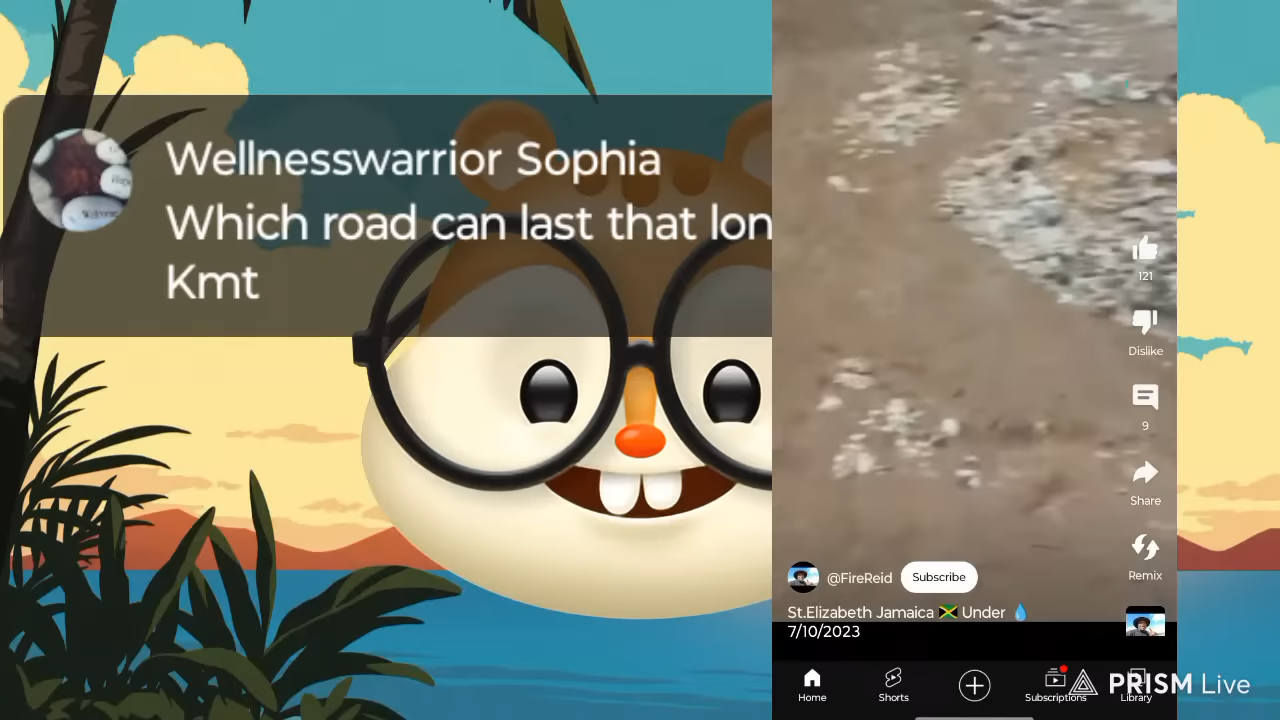 Wellnesswarrior Sophia
Which road can last that lon
Kmt
121
Dislike
9
Share
Remix
@FireReid Subscribe
St.Elizabeth Jamaica 🇯🇲 Under 💧
7/10/2023
Home Shorts Subscriptions Library
PRISM Live